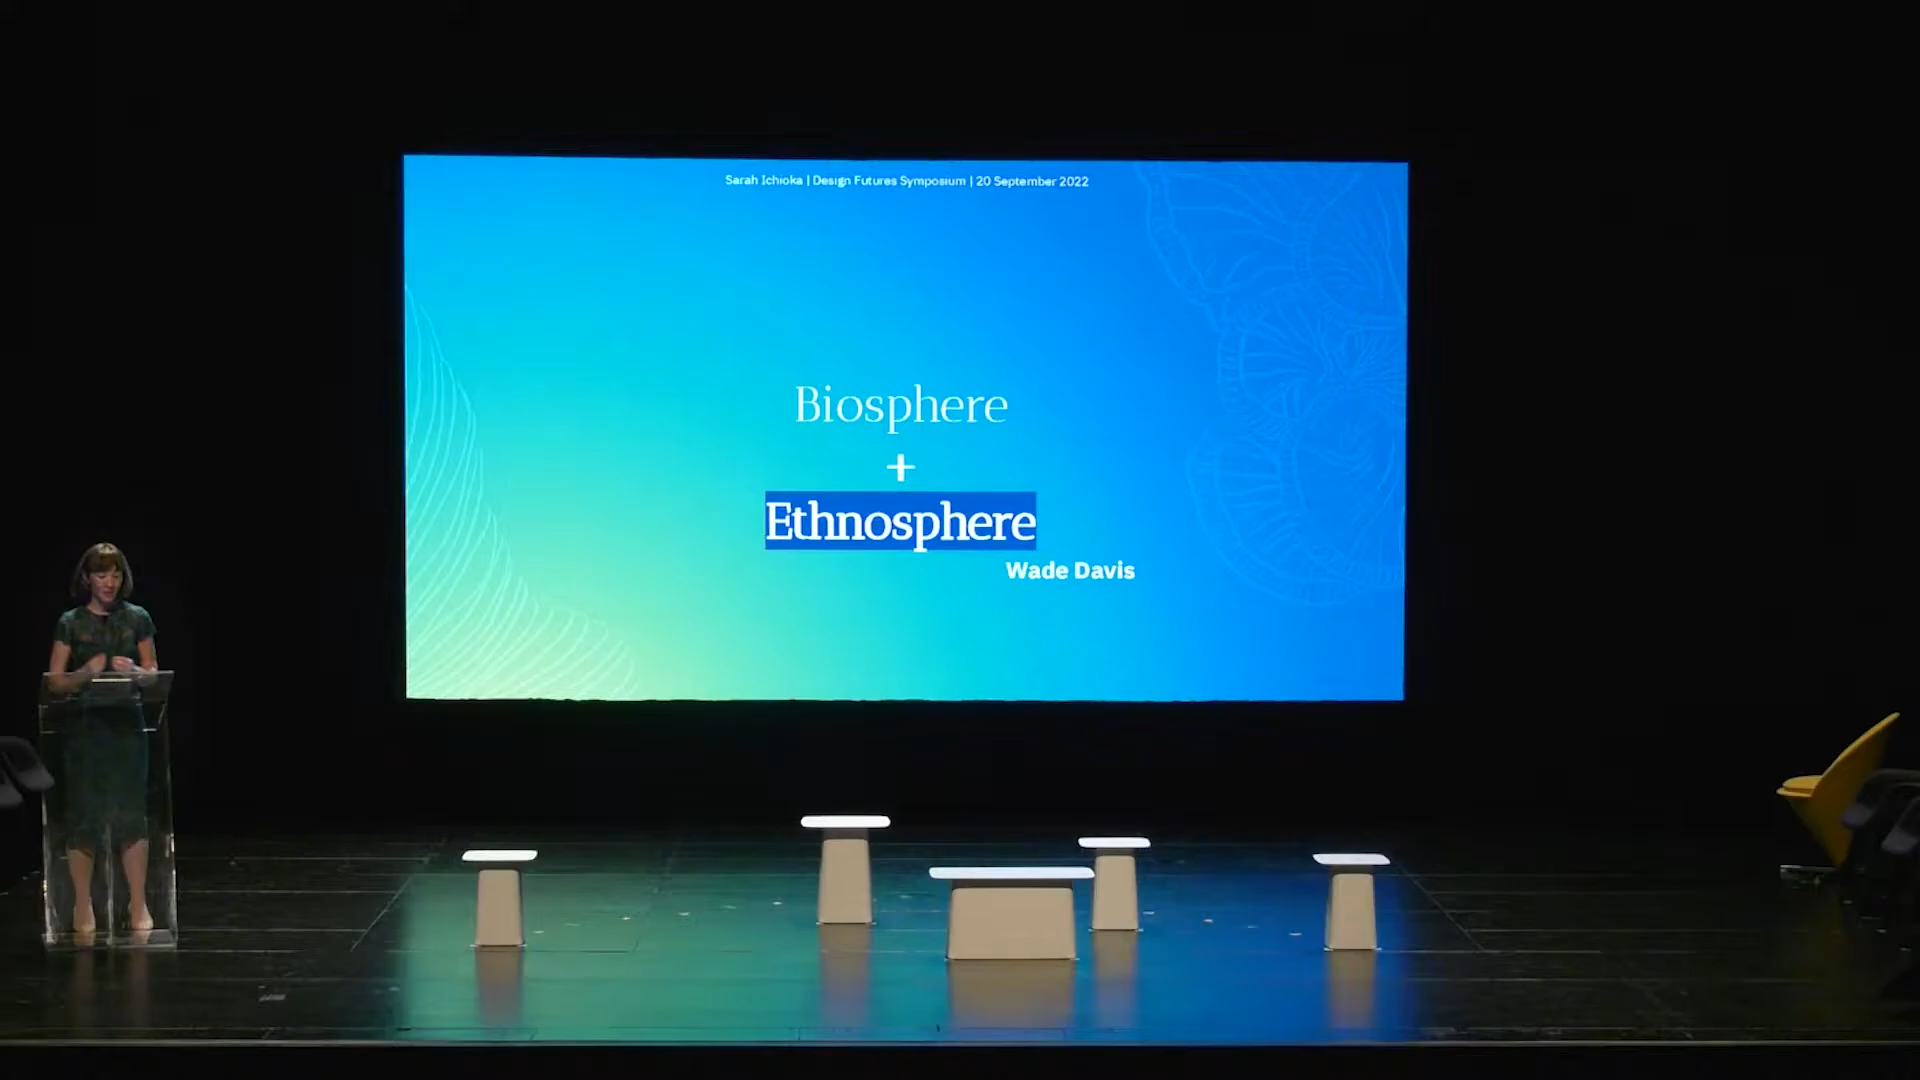 Sarah Ichioka | Design Futures Symposium | 20 September 2022
Biosphere
+
Ethnosphere
Wade Davis